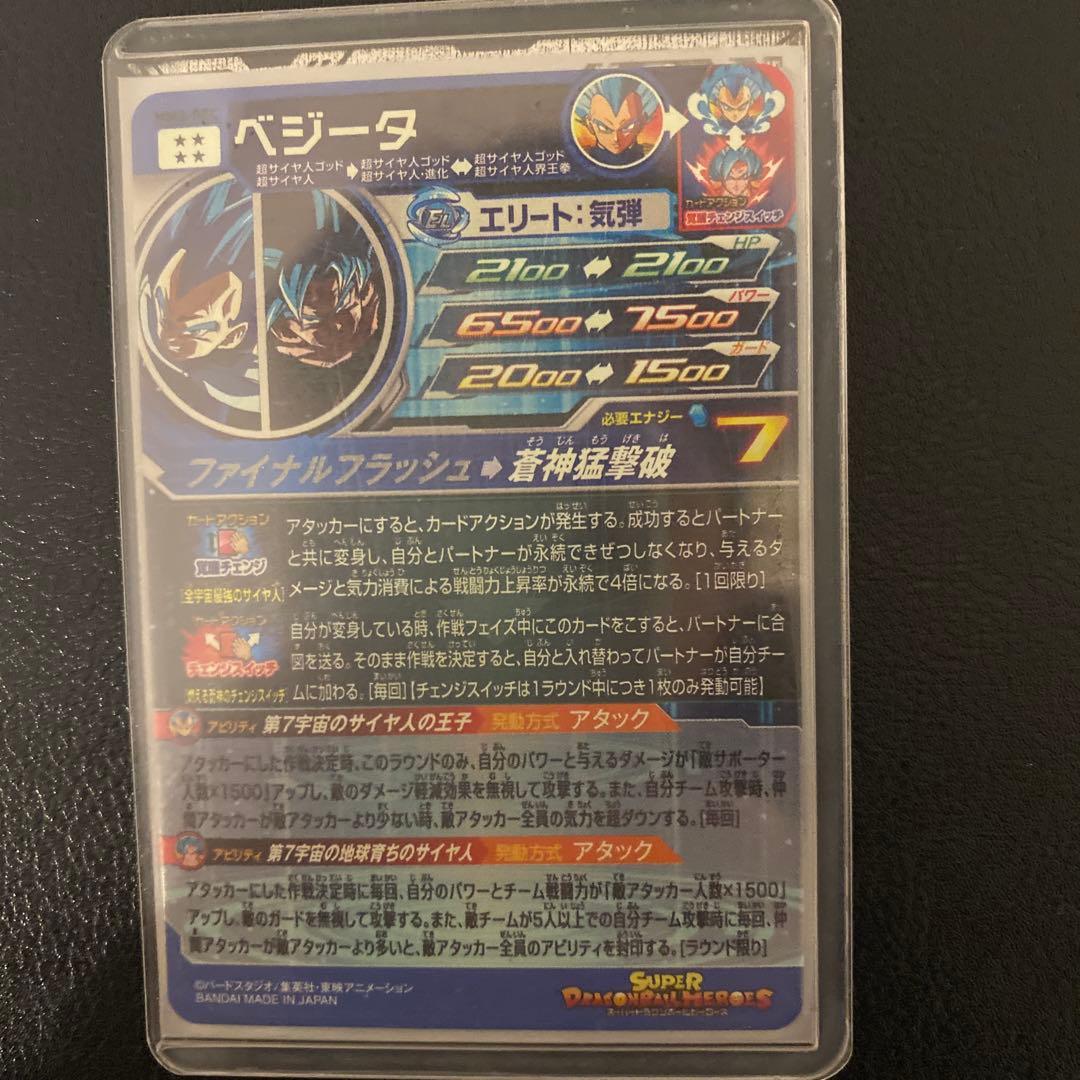 ベジータ
超サイヤ人ゴッド 超サイヤ人ゴッド 超サイヤ人ゴッド
超サイヤ人 ➡ 超サイヤ人・進化 ⬌ 超サイヤ人界王拳
カードアクション
覚醒チェンジスイッチ
エリート:気弾
HP
2100 ⬌ 2100
パワー
6500 ⬌ 7500
ガード
2000 ⬌ 1500
必要エナジー 7
ファイナルフラッシュ ➡ 蒼神猛撃破
そう じん もう げき は
カードアクション
覚醒チェンジ
[全宇宙最強のサイヤ人]
アタッカーにすると、カードアクションが発生する。成功するとパートナー
と共に変身し、自分とパートナーが永続できぜつしなくなり、与えるダ
メージと気力消費による戦闘力上昇率が永続で4倍になる。[1回限り]
カードアクション
チェンジスイッチ
[燃える蒼神のチェンジスイッチ]
自分が変身している時、作戦フェイズ中にこのカードをこすると、パートナーに合
図を送る。そのまま作戦を決定すると、自分と入れ替わってパートナーが自分チー
ムに加わる。[毎回]【チェンジスイッチは1ラウンド中につき1枚のみ発動可能】
アビリティ 第7宇宙のサイヤ人の王子 発動方式 アタック
アタッカーにした作戦決定時、このラウンドのみ、自分のパワーと与えるダメージが「敵サポーター
人数×1500」アップし、敵のダメージ軽減効果を無視して攻撃する。また、自分チーム攻撃時、仲
間アタッカーが敵アタッカーより少ない時、敵アタッカー全員の気力を超ダウンする。[毎回]
アビリティ 第7宇宙の地球育ちのサイヤ人 発動方式 アタック
アタッカーにした作戦決定時に毎回、自分のパワーとチーム戦闘力が「敵アタッカー人数×1500」
アップし、敵のガードを無視して攻撃する。また、敵チームが5人以上での自分チーム攻撃時に毎回、仲
間アタッカーが敵アタッカーより多いと、敵アタッカー全員のアビリティを封印する。[ラウンド限り]
©バードスタジオ/集英社・東映アニメーション
BANDAI MADE IN JAPAN
SUPER
DRAGONBALL HEROES
スーパードラゴンボールヒーローズ